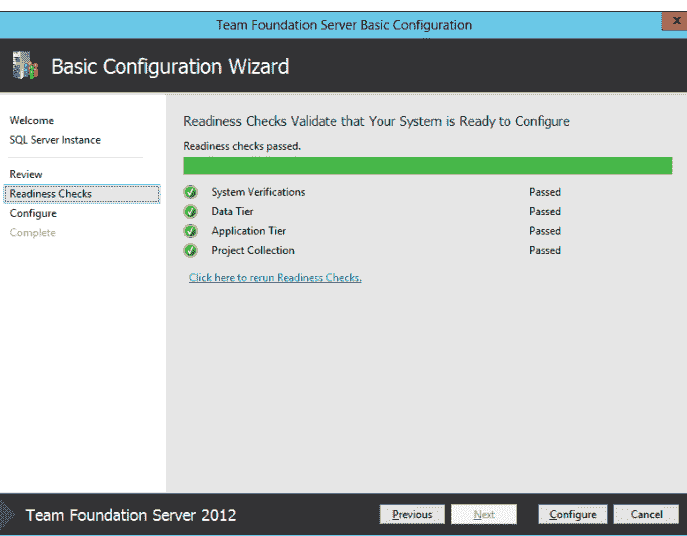 Team Foundation Server Basic Configuration
x
Basic Configuration Wizard
Welcome
SQL Server Instance
Review
Readiness Checks
Configure
Complete
Readiness Checks Validate that Your System is Ready to Configure
Readiness checks passed.
System Verifications Passed
Data Tier Passed
Application Tier Passed
Project Collection Passed
Click here to rerun Readiness Checks.
Team Foundation Server 2012
Previous Next Configure Cancel